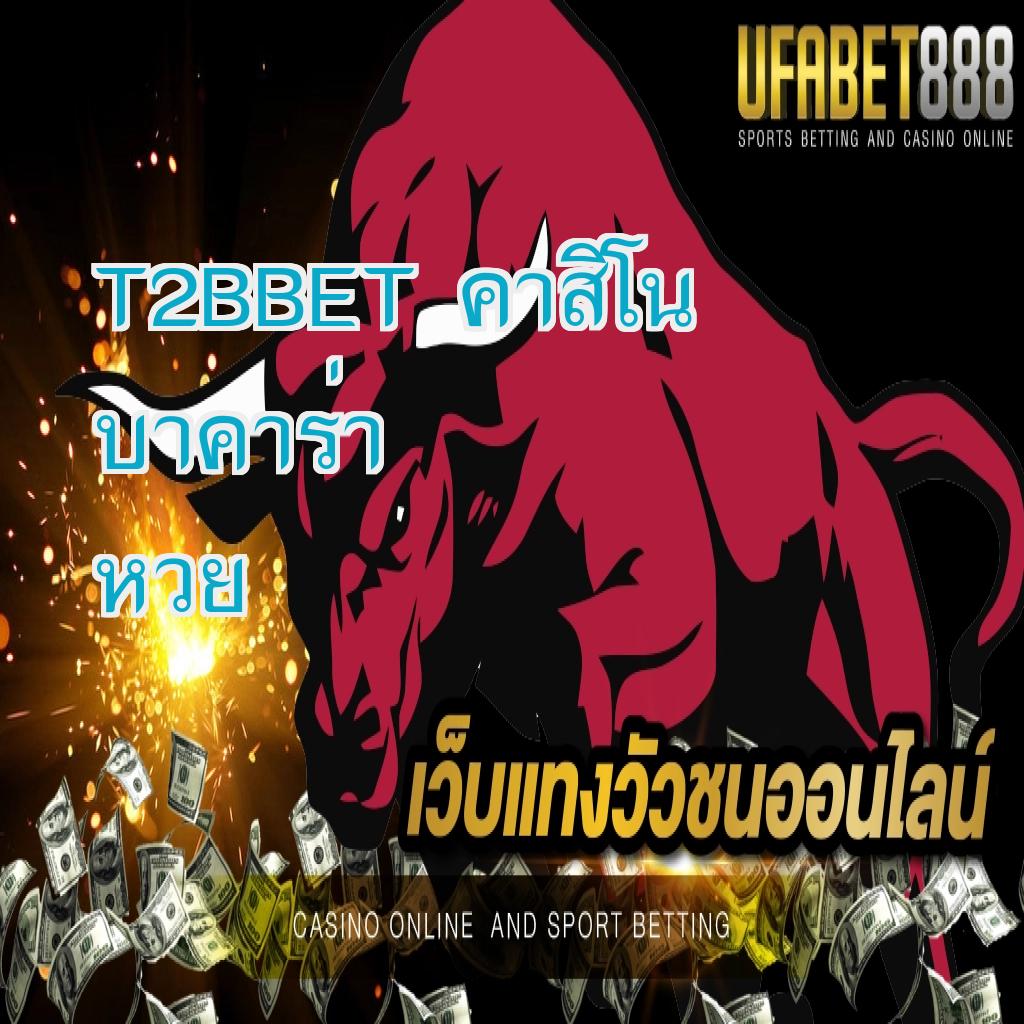 UFABET888
SPORTS BETTING AND CASINO ONLINE
T2BBET คาสิโน
บาคาร่า
หวย
เว็บแทงวัวชนออนไลน์
CASINO ONLINE AND SPORT BETTING